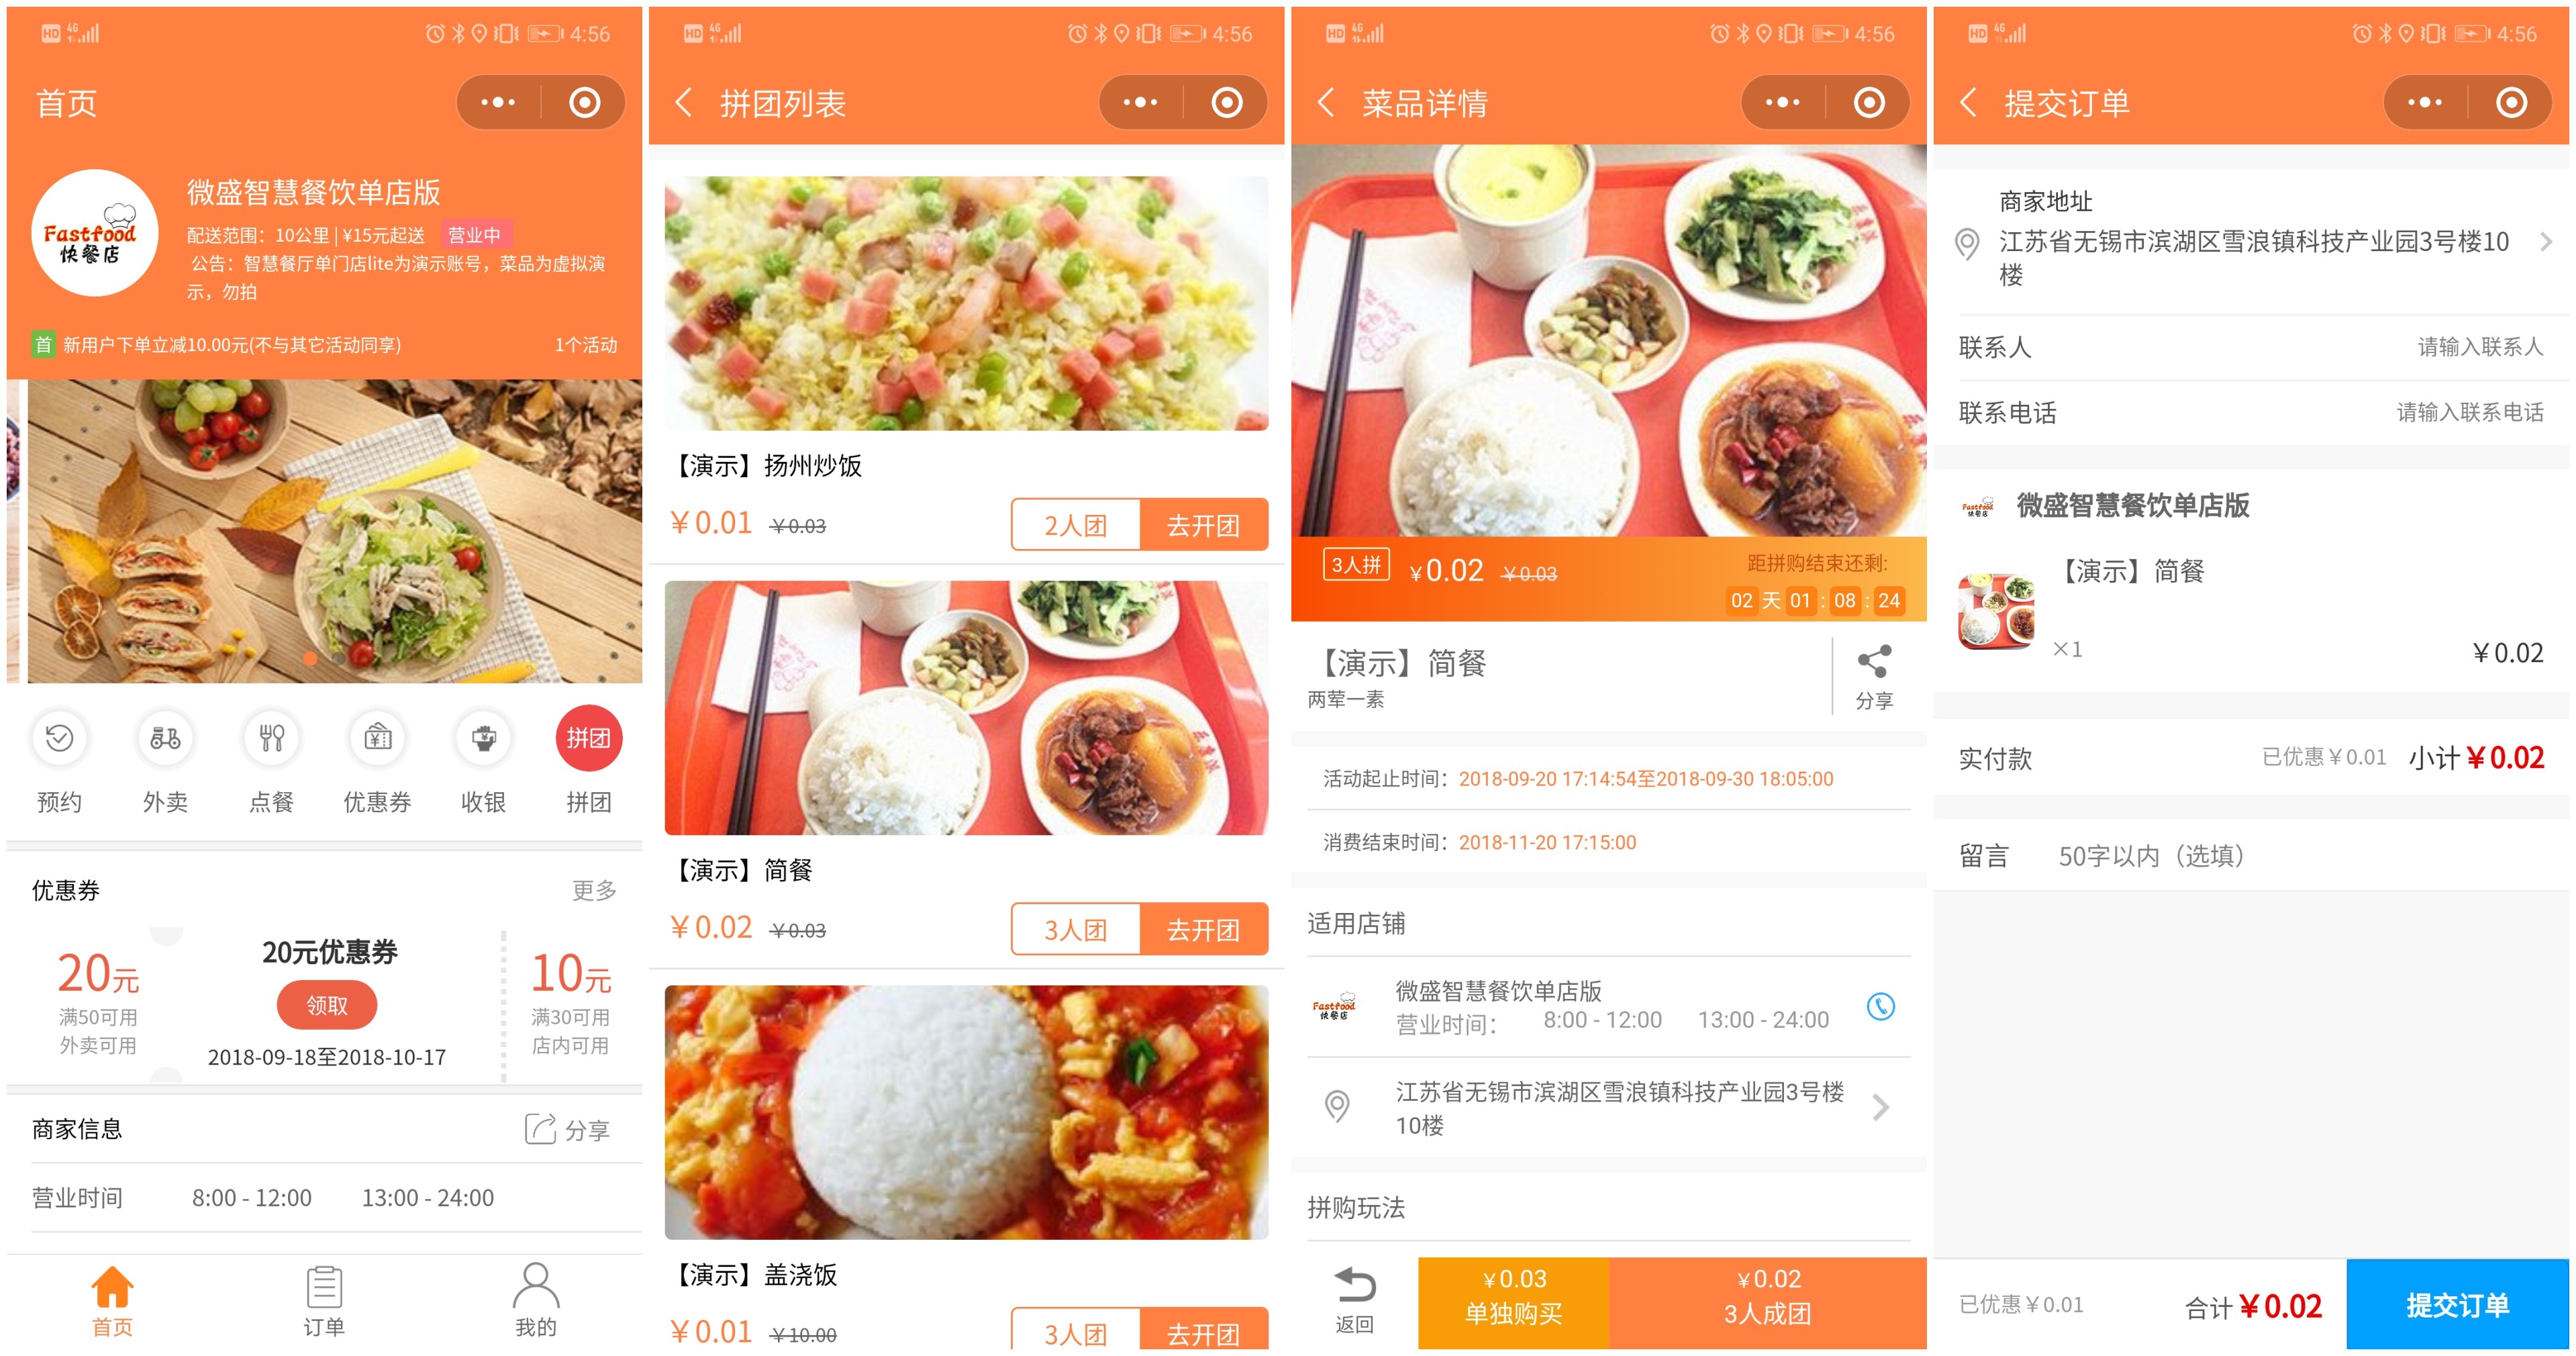 HD 4G 4:56
首页
Fastfood
快餐店
微盛智慧餐饮单店版
配送范围：10公里 | ¥15元起送 营业中
公告：智慧餐厅单门店lite为演示账号，菜品为虚拟演
示，勿拍
首 新用户下单立减10.00元(不与其它活动同享) 1个活动
预约 外卖 点餐 优惠券 收银 拼团
拼团
优惠券 更多
20元
满50可用
外卖可用
20元优惠券
领取
2018-09-18至2018-10-17
10元
满30可用
店内可用
商家信息 分享
营业时间 8:00 - 12:00 13:00 - 24:00
首页 订单 我的
HD 4G 4:56
拼团列表
【演示】扬州炒饭
￥0.01 ￥0.03 2人团 去开团
【演示】简餐
￥0.02 ￥0.03 3人团 去开团
【演示】盖浇饭
￥0.01 ￥10.00 3人团 去开团
HD 4G 4:56
菜品详情
3人拼 ￥0.02 ￥0.03
距拼购结束还剩:
02 天 01 : 08 : 24
【演示】简餐
两荤一素
分享
活动起止时间：2018-09-20 17:14:54至2018-09-30 18:05:00
消费结束时间：2018-11-20 17:15:00
适用店铺
Fastfood
快餐店
微盛智慧餐饮单店版
营业时间： 8:00 - 12:00 13:00 - 24:00
江苏省无锡市滨湖区雪浪镇科技产业园3号楼
10楼
拼购玩法
返回
￥0.03
单独购买
￥0.02
3人成团
HD 4G 4:56
提交订单
商家地址
江苏省无锡市滨湖区雪浪镇科技产业园3号楼10
楼
联系人 请输入联系人
联系电话 请输入联系电话
Fastfood
快餐店
微盛智慧餐饮单店版
【演示】简餐
×1 ￥0.02
实付款 已优惠￥0.01 小计￥0.02
留言 50字以内（选填）
已优惠￥0.01 合计￥0.02 提交订单